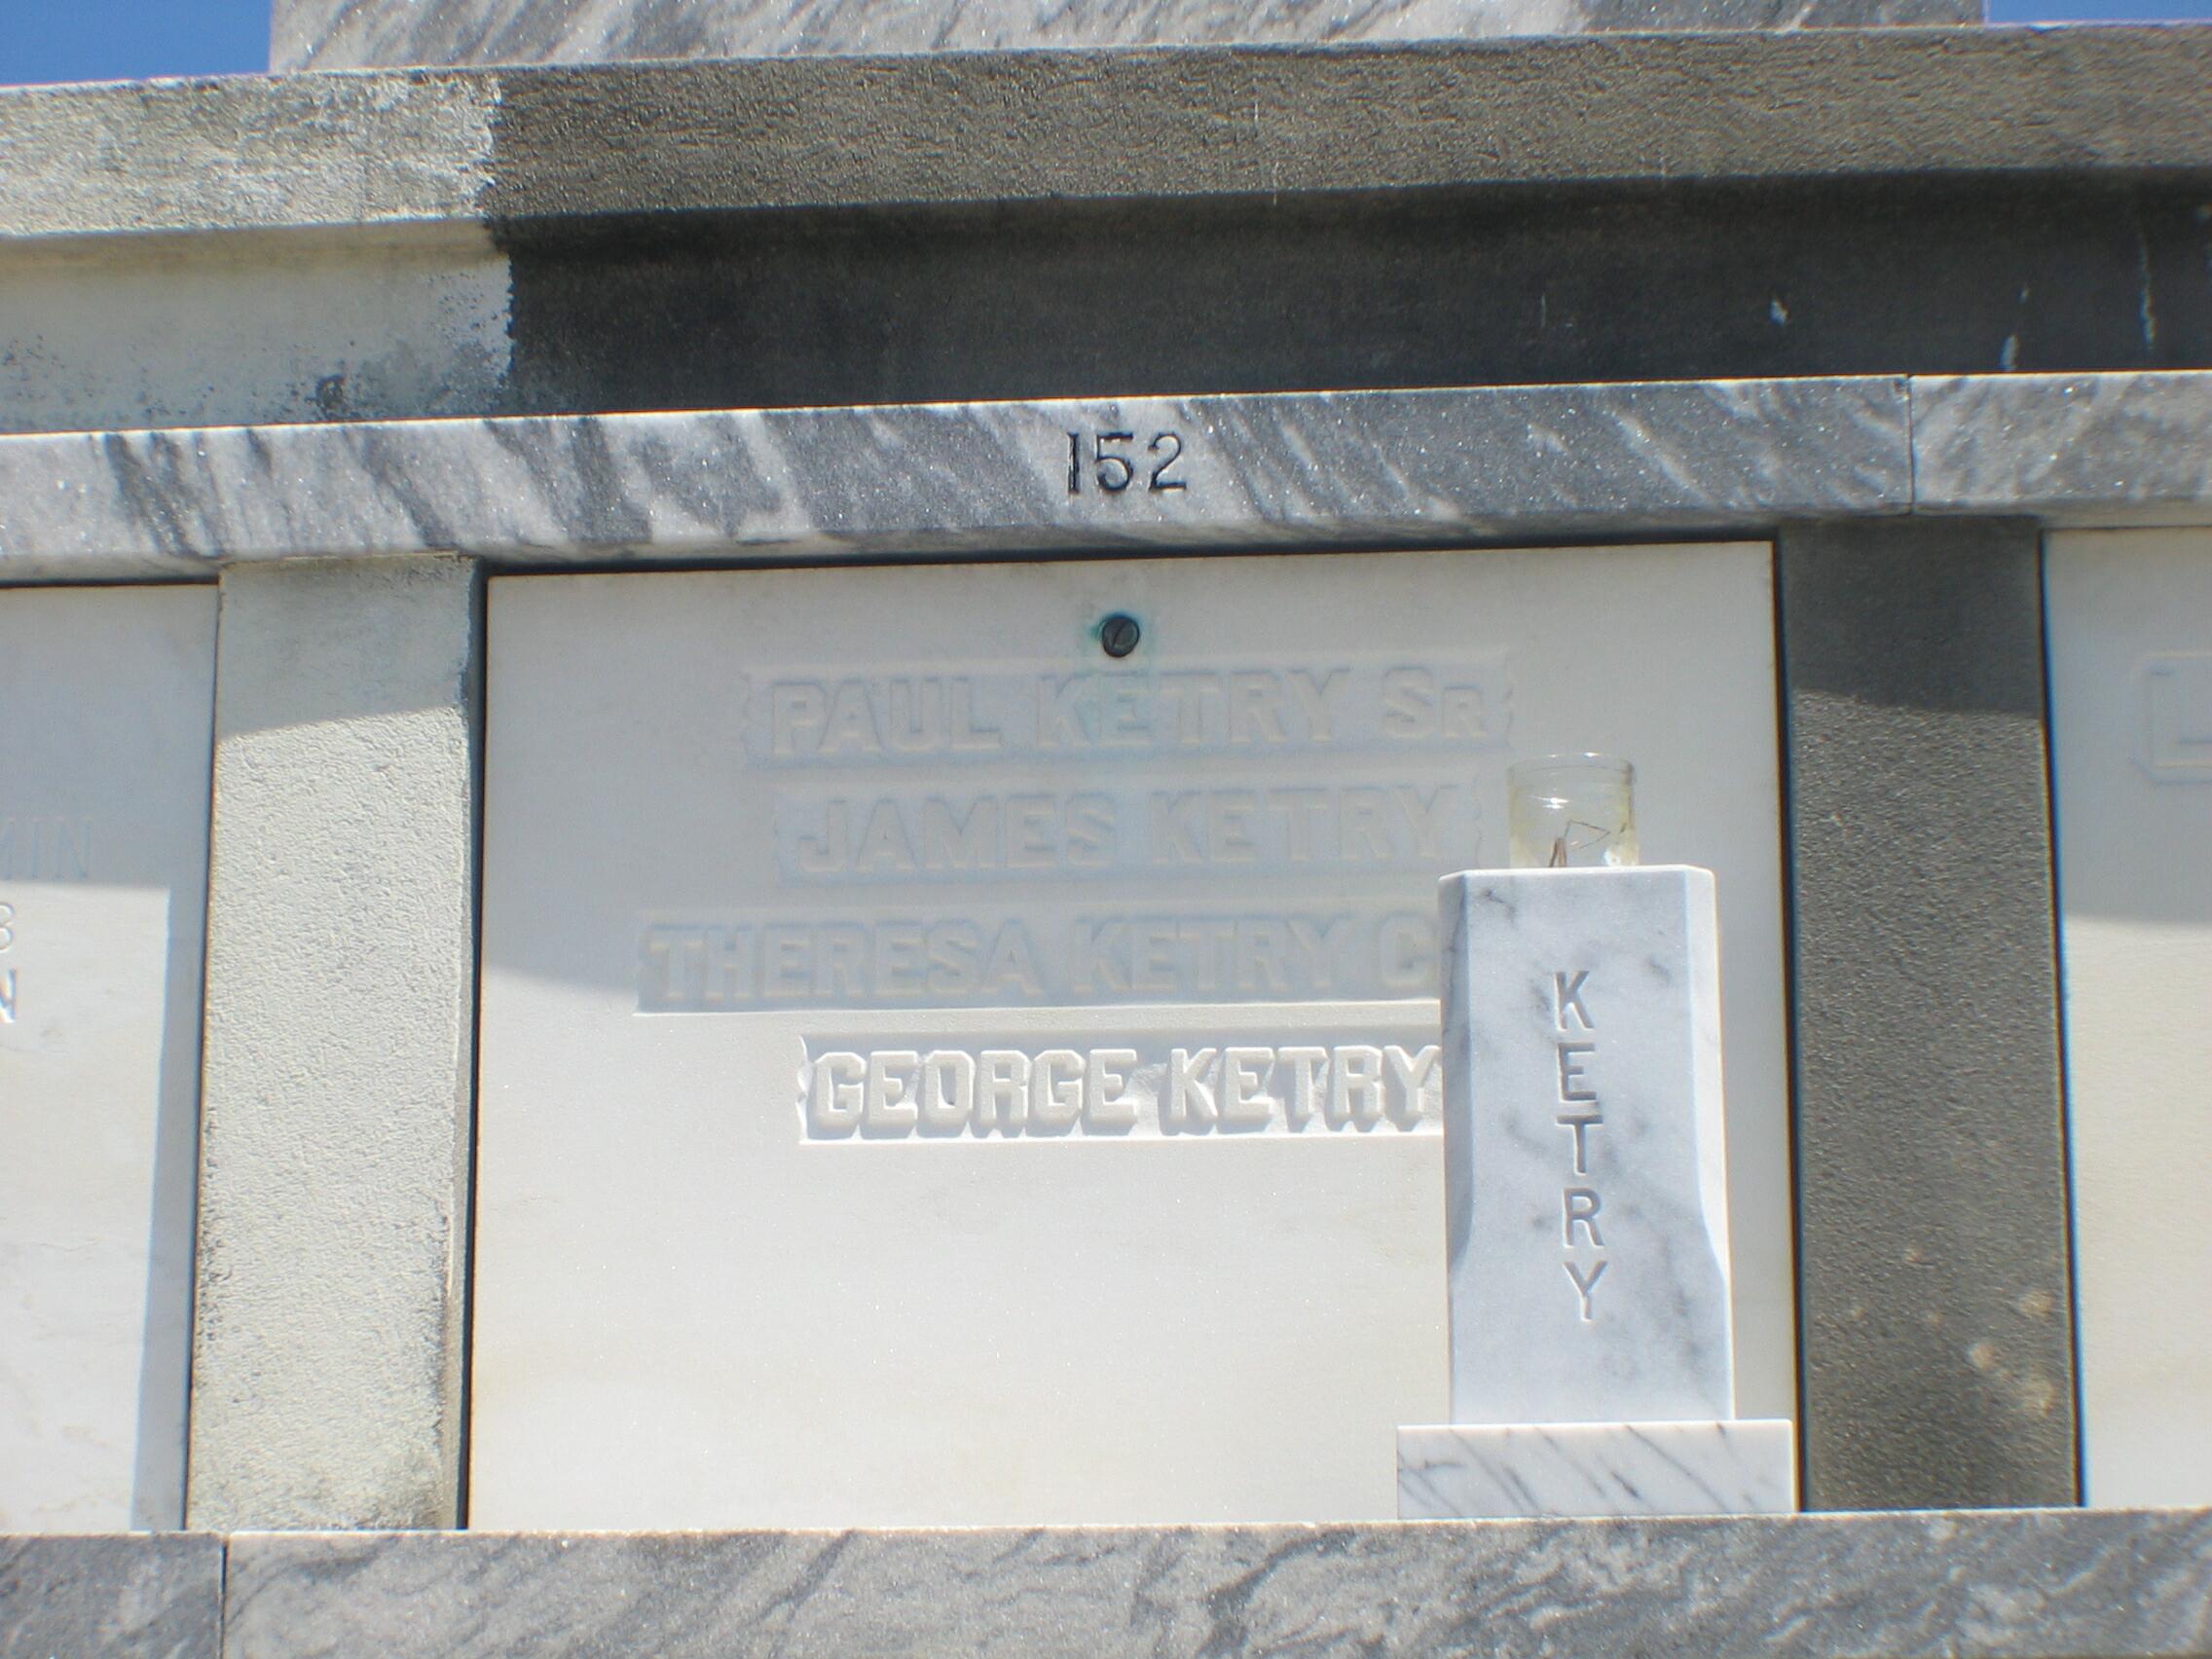 152
PAUL KETRY SR
JAMES KETRY
THERESA KETRY
GEORGE KETRY
KETRY